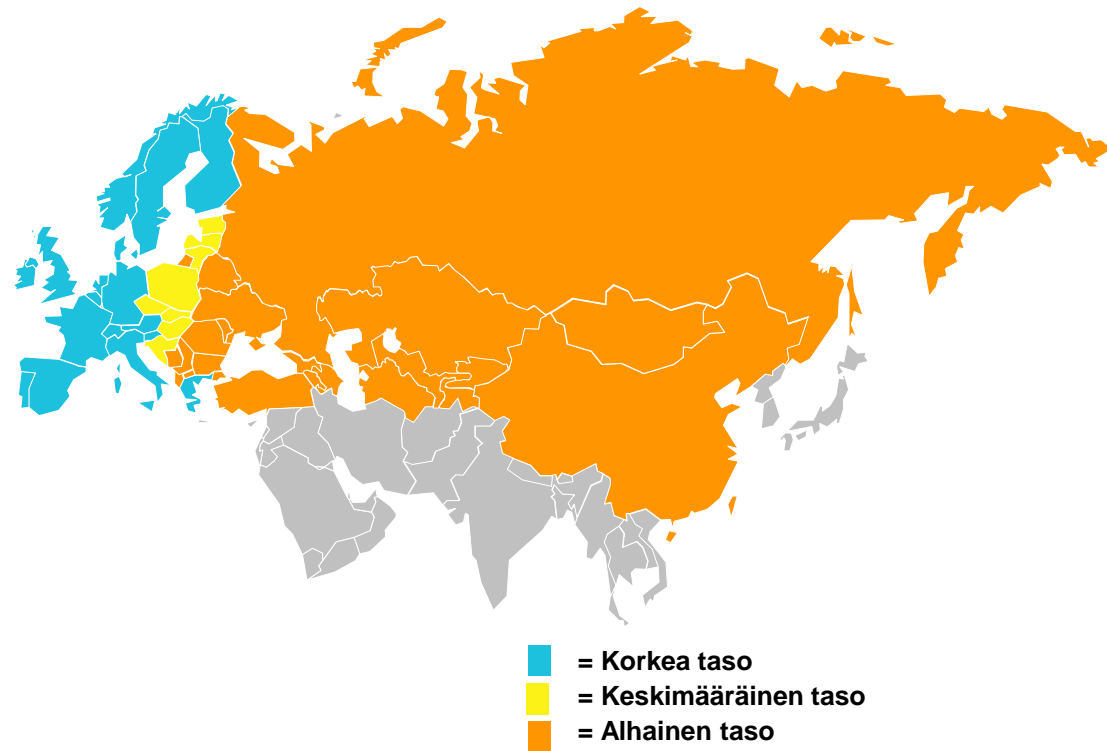 = Korkea taso
= Keskimääräinen taso
= Alhainen taso